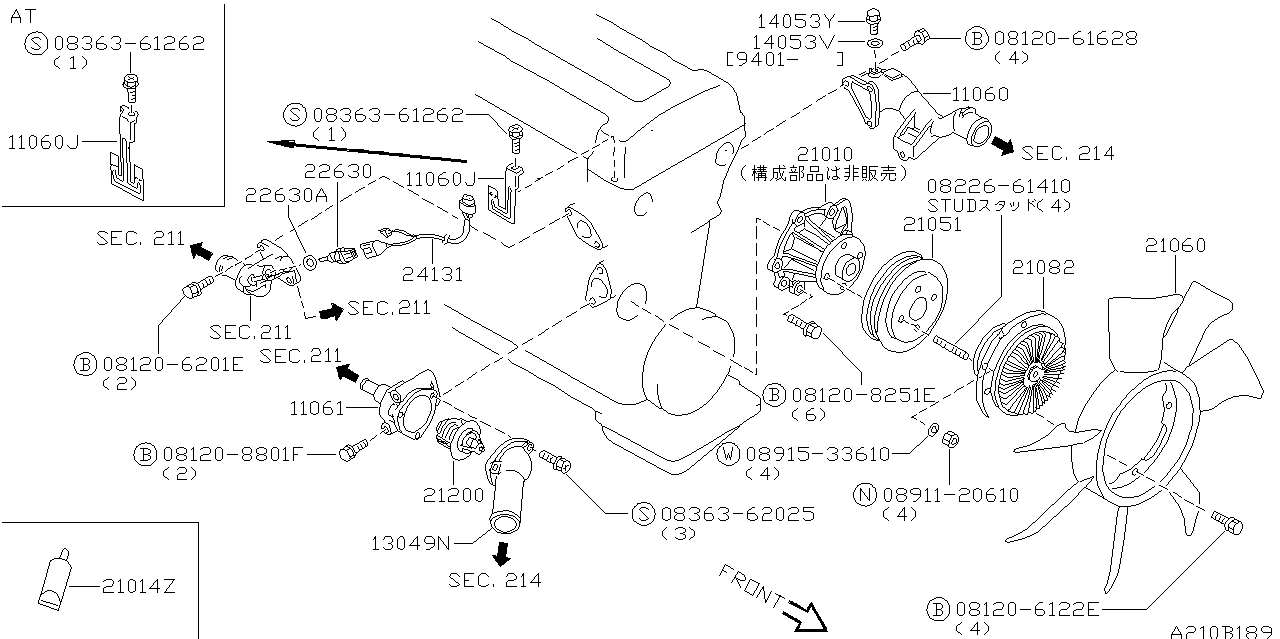 AT
S 08363-61262
(1)
11060J
S 08363-61262
(1)
11060J
22630
22630A
24131
SEC. 211
SEC.211
SEC.211
B 08120-6201E
(2)
SEC.211
11061
B 08120-8801F
(2)
21200
13049N
SEC. 214
S 08363-62025
(3)
21014Z
14053Y
14053V
[9401- ]
B 08120-61628
(4)
11060
SEC. 214
21010
(構成部品は非販売)
08226-61410
STUDスタッド(4)
21051
21082
21060
B 08120-8251E
(6)
W 08915-33610
(4)
N 08911-20610
(4)
B 08120-6122E
(4)
FRONT
A210B189